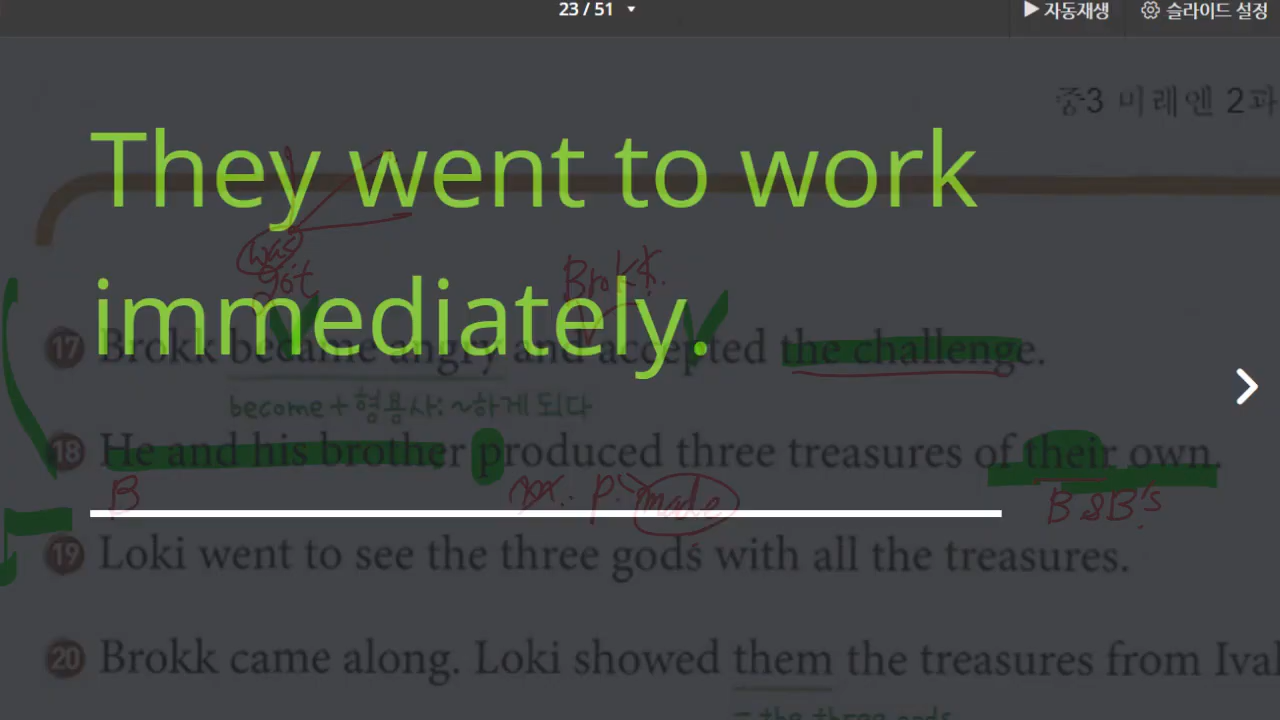 23 / 51
자동재생
슬라이드 설정
중3 미래엔 2과
They went to work
immediately.
was
got
Brokk.
17 Brokk became angry and accepted the challenge.
become + 형용사: ~하게 되다
18 He and his brother produced three treasures of their own.
B
P. made
B & B's
19 Loki went to see the three gods with all the treasures.
20 Brokk came along. Loki showed them the treasures from Ival
= the three gods